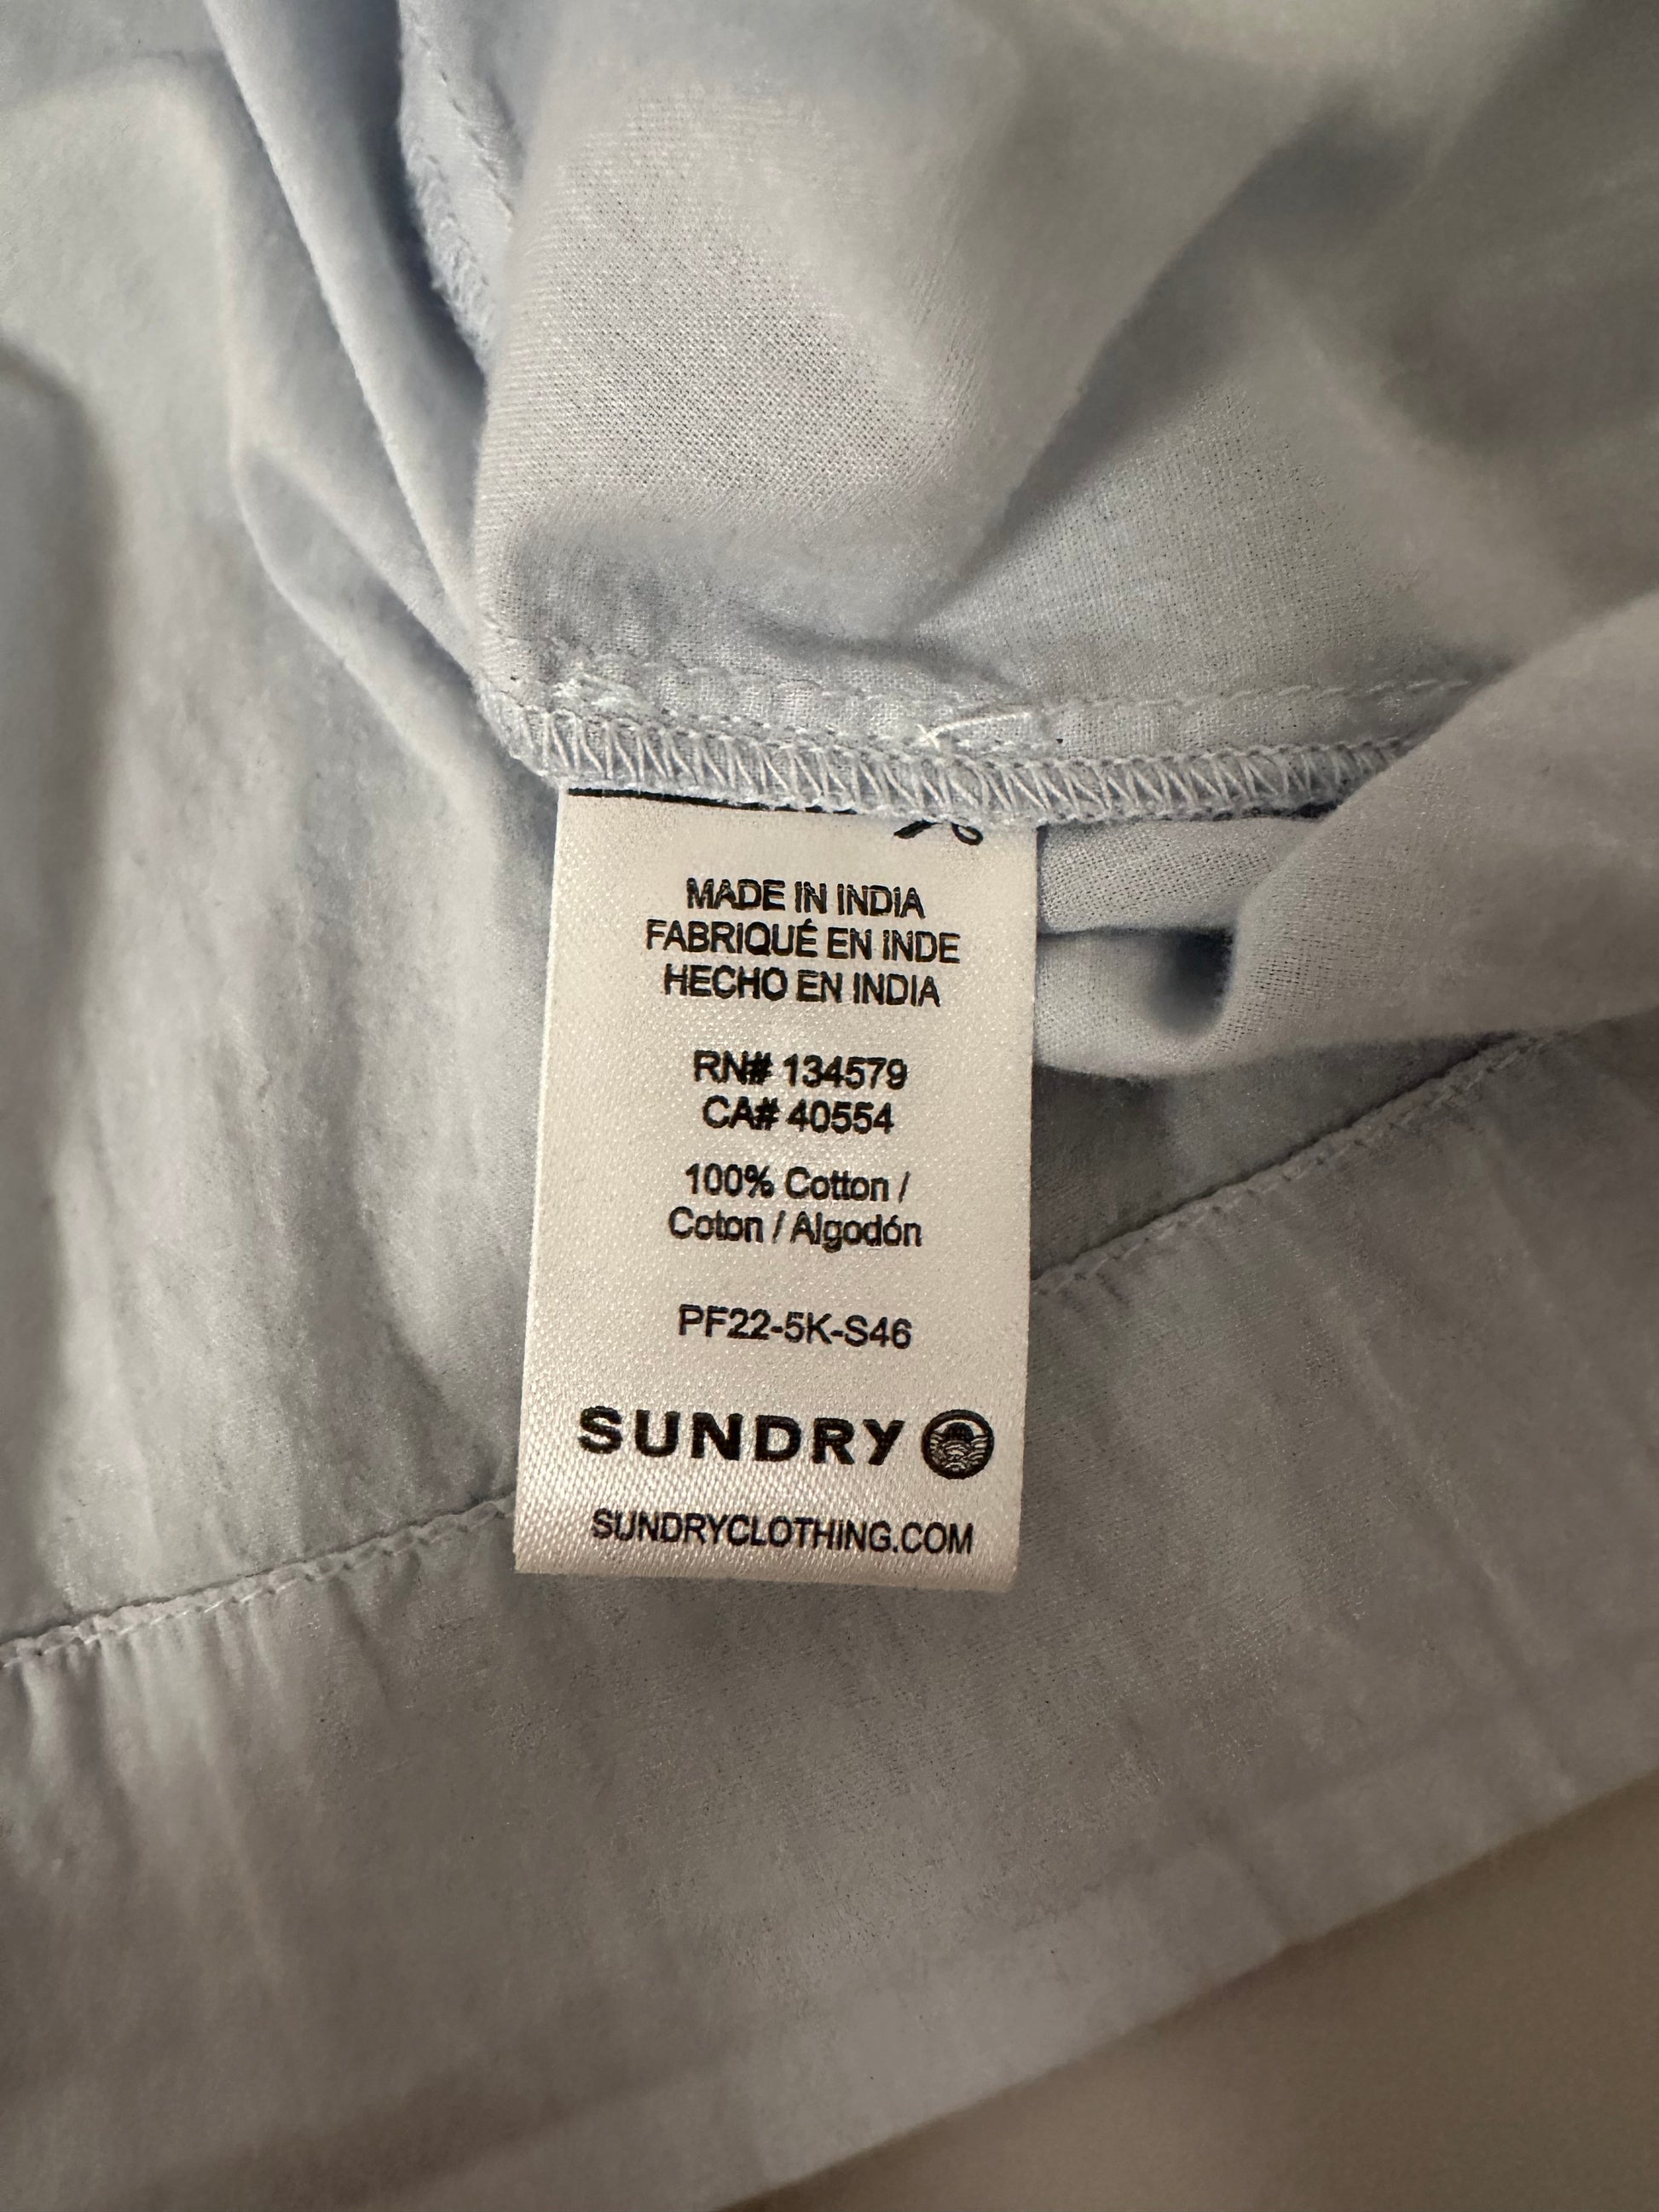 MADE IN INDIA
FABRIQUÉ EN INDE
HECHO EN INDIA
RN# 134579
CA# 40554
100% Cotton /
Coton / Algodón
PF22-5K-S46
SUNDRY
SUNDRYCLOTHING.COM